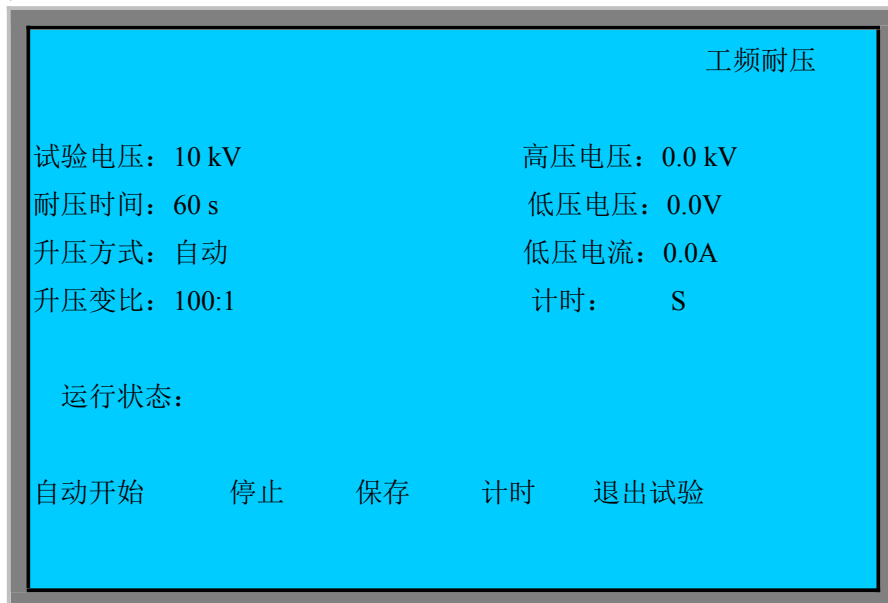 工频耐压
试验电压：10 kV 高压电压：0.0 kV
耐压时间：60 s 低压电压：0.0V
升压方式：自动 低压电流：0.0A
升压变比：100:1 计时： S
运行状态：
自动开始 停止 保存 计时 退出试验